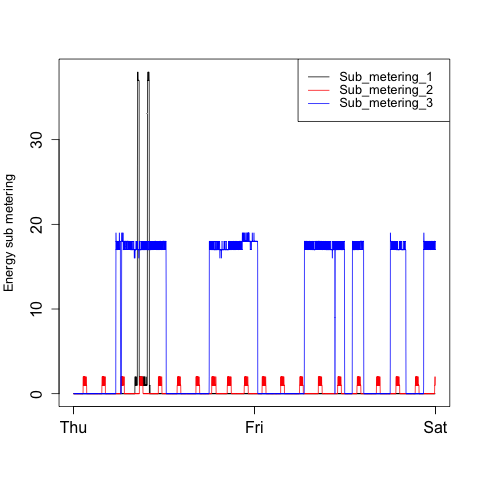 Sub_metering_1
Sub_metering_2
Sub_metering_3
Energy sub metering
30
20
10
0
Thu Fri Sat